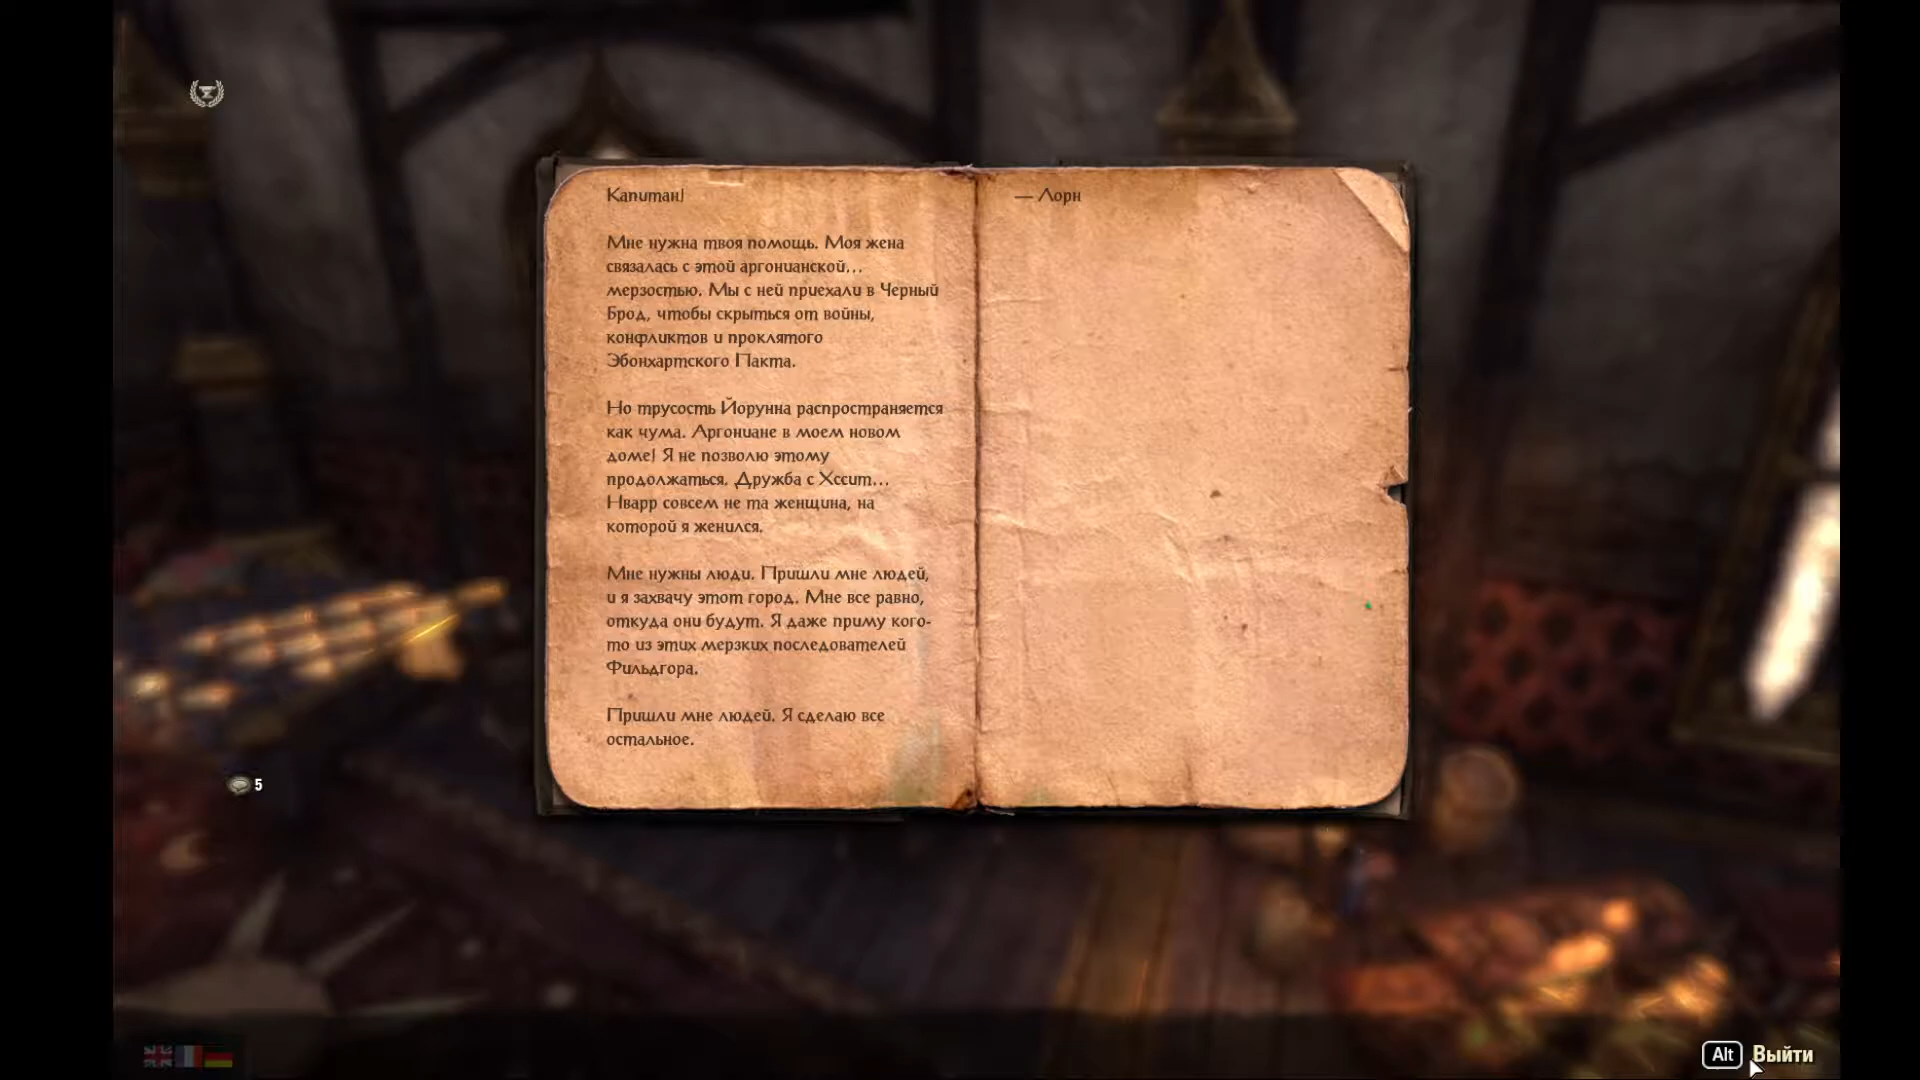 Капитан!
Мне нужна твоя помощь. Моя жена
связалась с этой аргонианской...
мерзостью. Мы с ней приехали в Черный
Брод, чтобы скрыться от войны,
конфликтов и проклятого
Эбонхартского Пакта.
Но трусость Йорунна распространяется
как чума. Аргониане в моем новом
доме! Я не позволю этому
продолжаться. Дружба с Хссит...
Нварр совсем не та женщина, на
которой я женился.
Мне нужны люди. Пришли мне людей,
и я захвачу этот город. Мне все равно,
откуда они будут. Я даже приму кого-
то из этих мерзких последователей
Фильдгора.
Пришли мне людей. Я сделаю все
остальное.
— Лорн
5
Alt Выйти